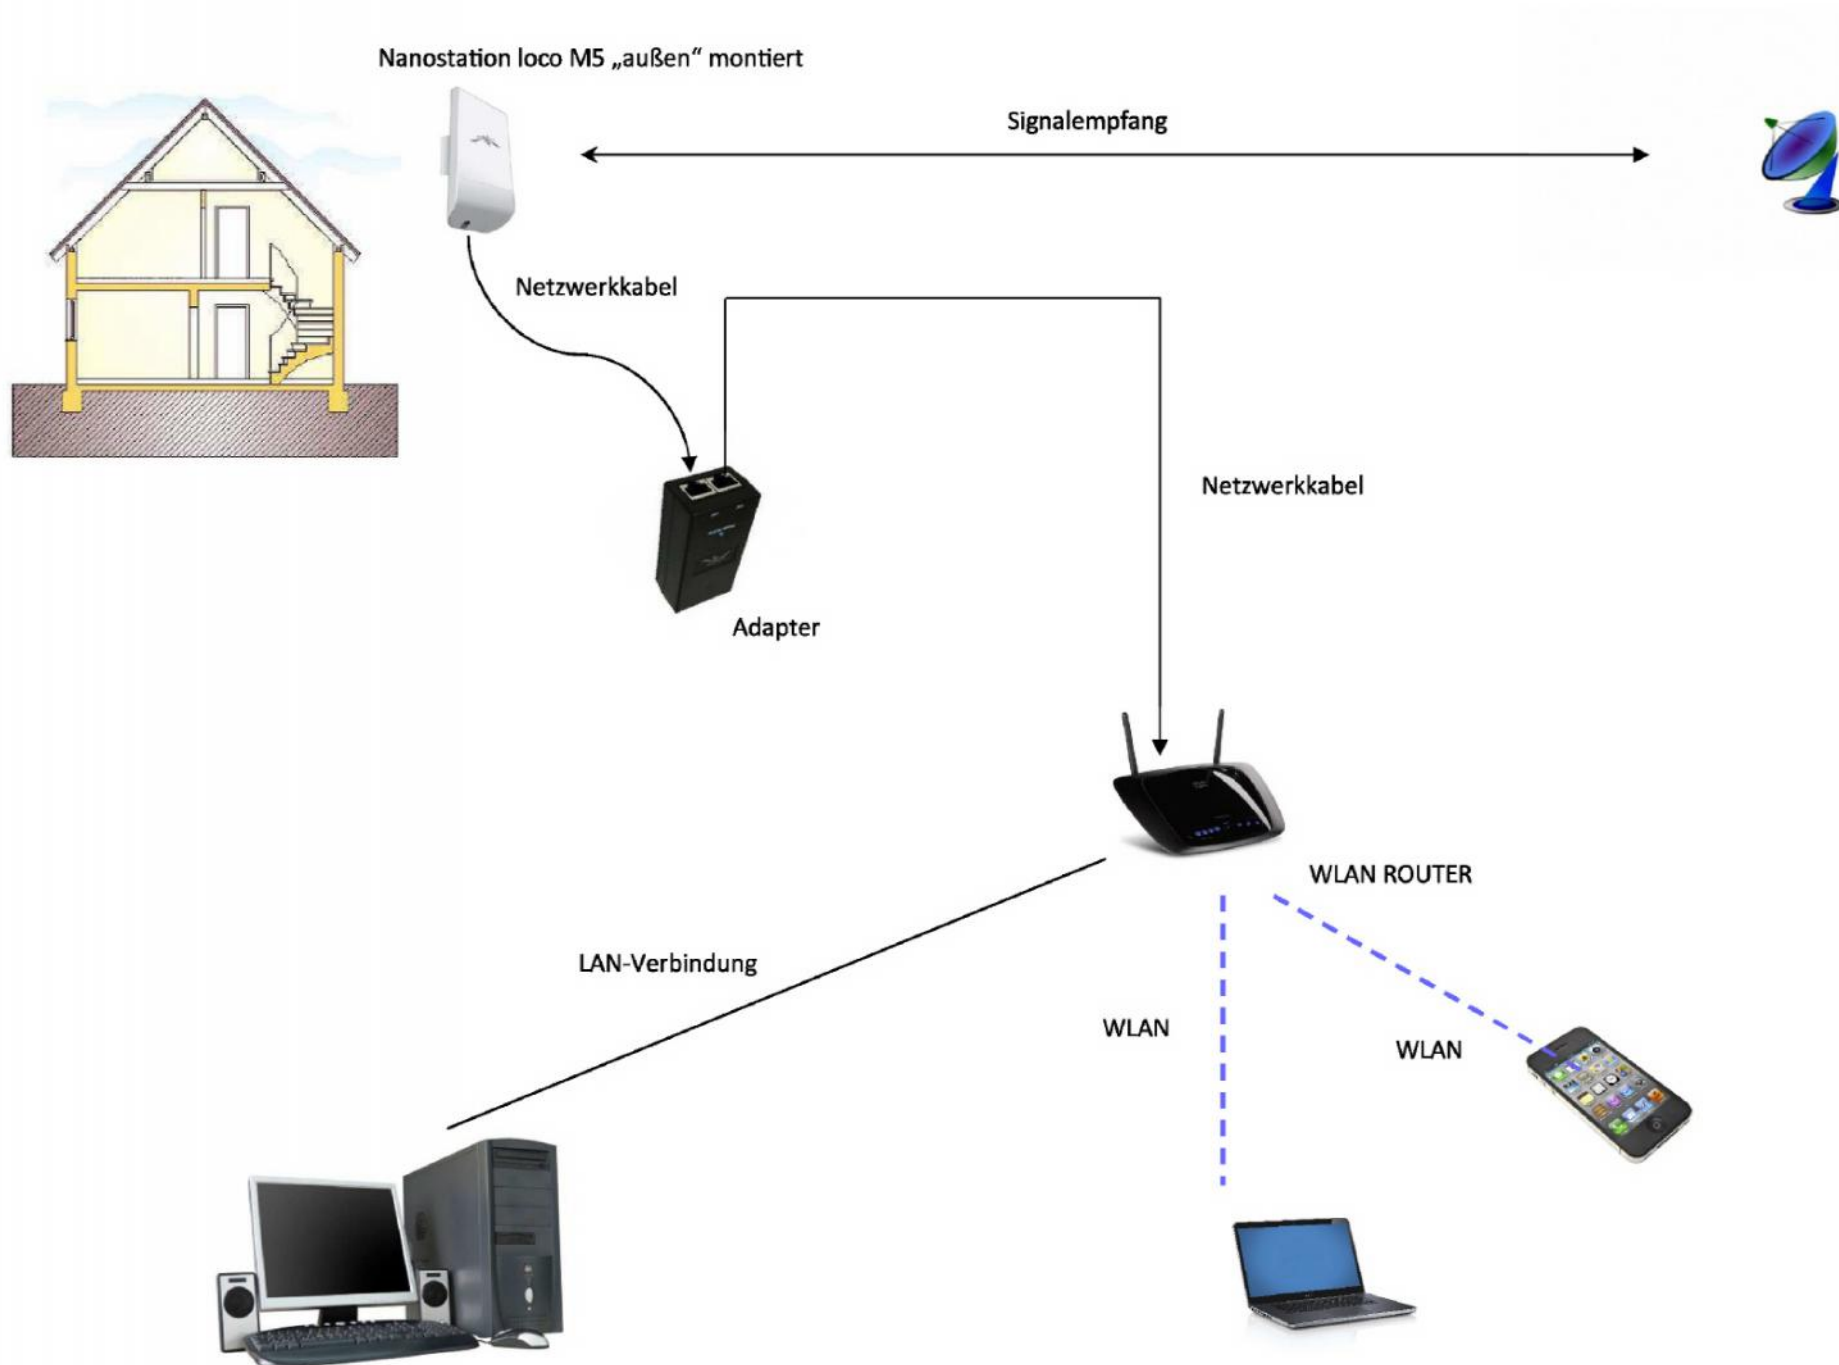 Nanostation loco M5 „außen“ montiert
Signalempfang
Netzwerkkabel
Netzwerkkabel
Adapter
WLAN ROUTER
LAN-Verbindung
WLAN
WLAN